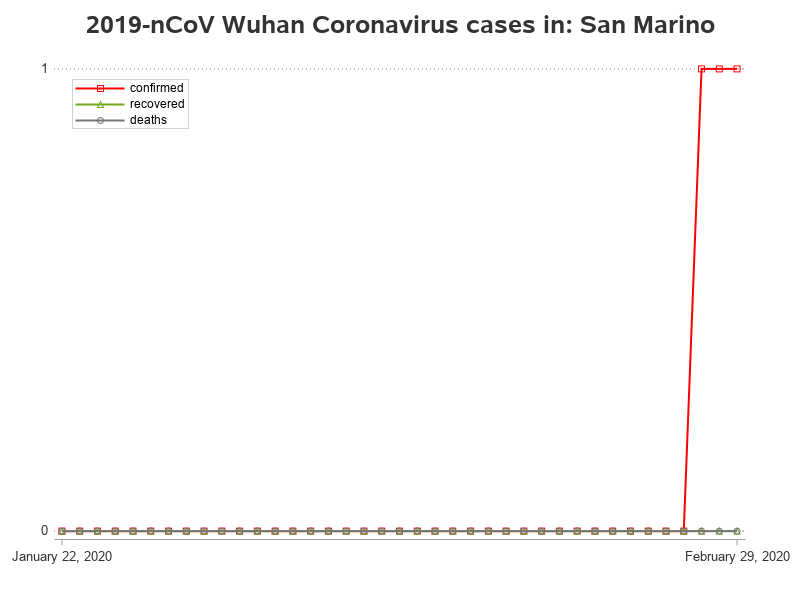 2019-nCoV Wuhan Coronavirus cases in: San Marino
1
confirmed
recovered
deaths
0
January 22, 2020
February 29, 2020